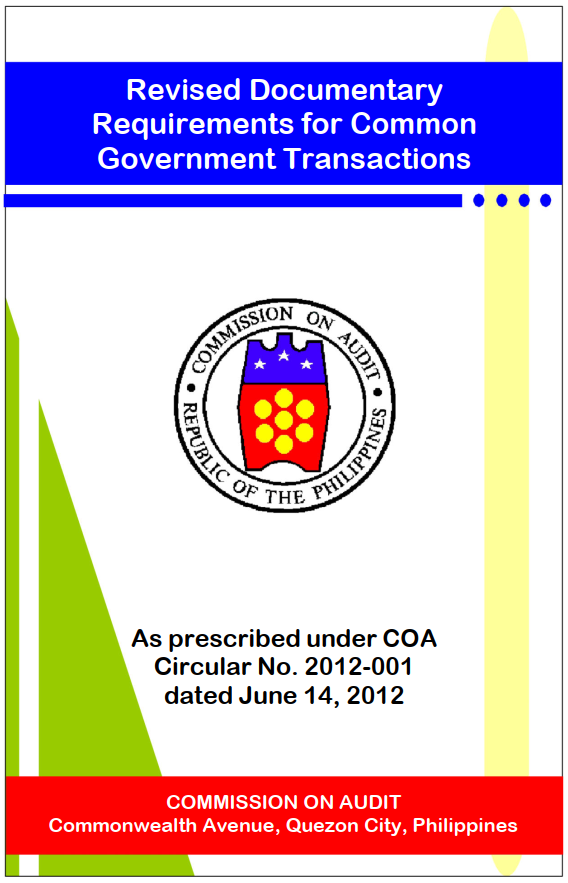 Revised Documentary
Requirements for Common
Government Transactions
COMMISSION ON AUDIT
REPUBLIC OF THE PHILIPPINES
As prescribed under COA
Circular No. 2012-001
dated June 14, 2012
COMMISSION ON AUDIT
Commonwealth Avenue, Quezon City, Philippines